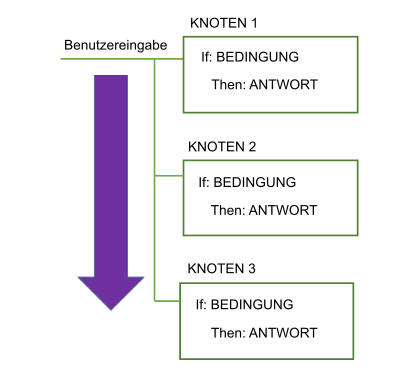 KNOTEN 1
Benutzereingabe
If: BEDINGUNG
Then: ANTWORT
KNOTEN 2
If: BEDINGUNG
Then: ANTWORT
KNOTEN 3
If: BEDINGUNG
Then: ANTWORT